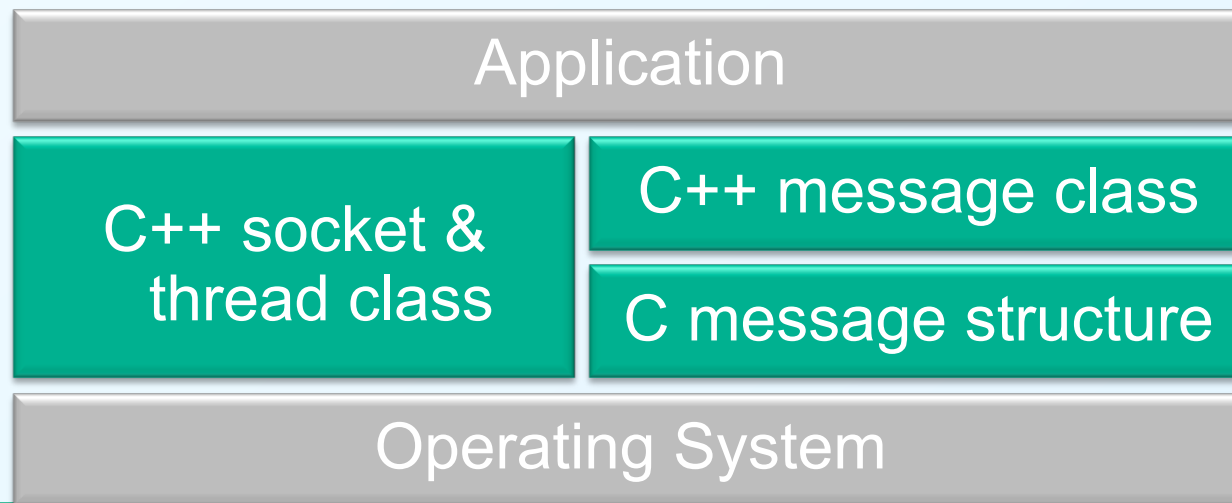 Application
C++ socket &
thread class
C++ message class
C message structure
Operating System